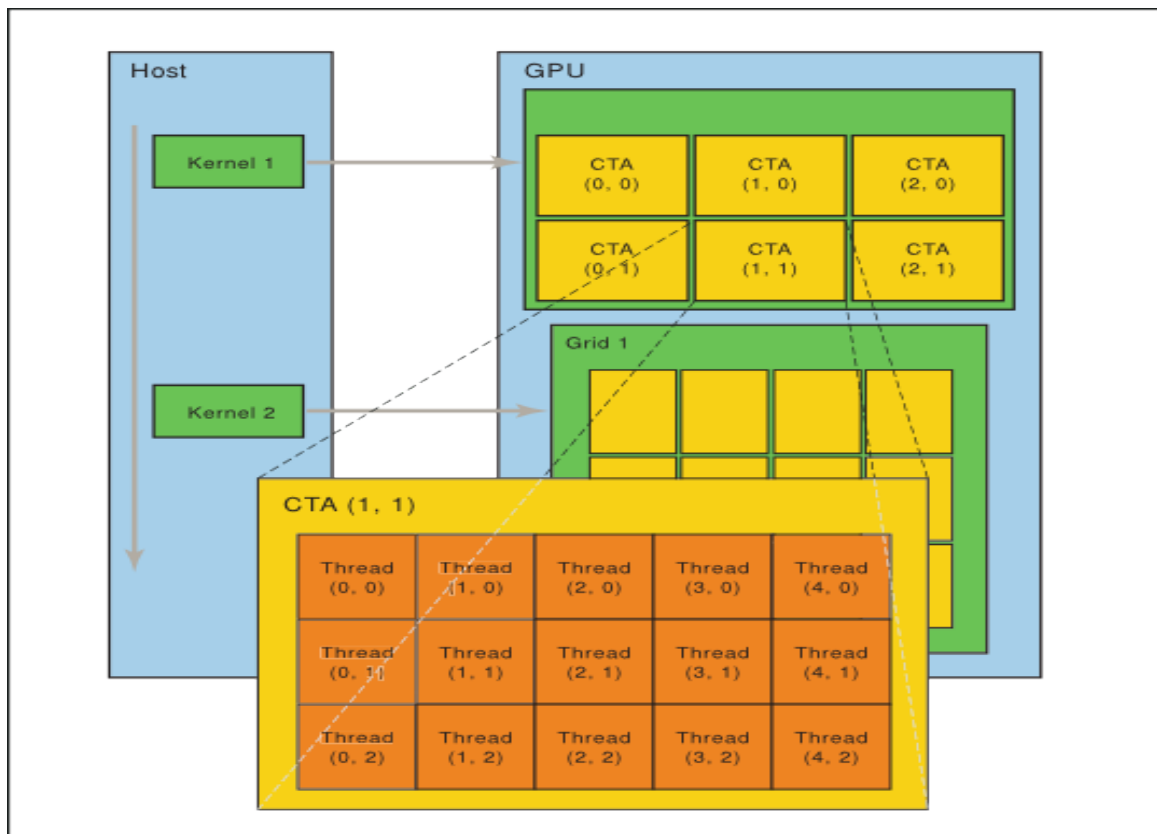 Host
GPU
Kernel 1
CTA
(0, 0)
CTA
(1, 0)
CTA
(2, 0)
CTA
(0, 1)
CTA
(1, 1)
CTA
(2, 1)
Grid 1
Kernel 2
CTA (1, 1)
Thread
(0, 0)
Thread
(1, 0)
Thread
(2, 0)
Thread
(3, 0)
Thread
(4, 0)
Thread
(0, 1)
Thread
(1, 1)
Thread
(2, 1)
Thread
(3, 1)
Thread
(4, 1)
Thread
(0, 2)
Thread
(1, 2)
Thread
(2, 2)
Thread
(3, 2)
Thread
(4, 2)